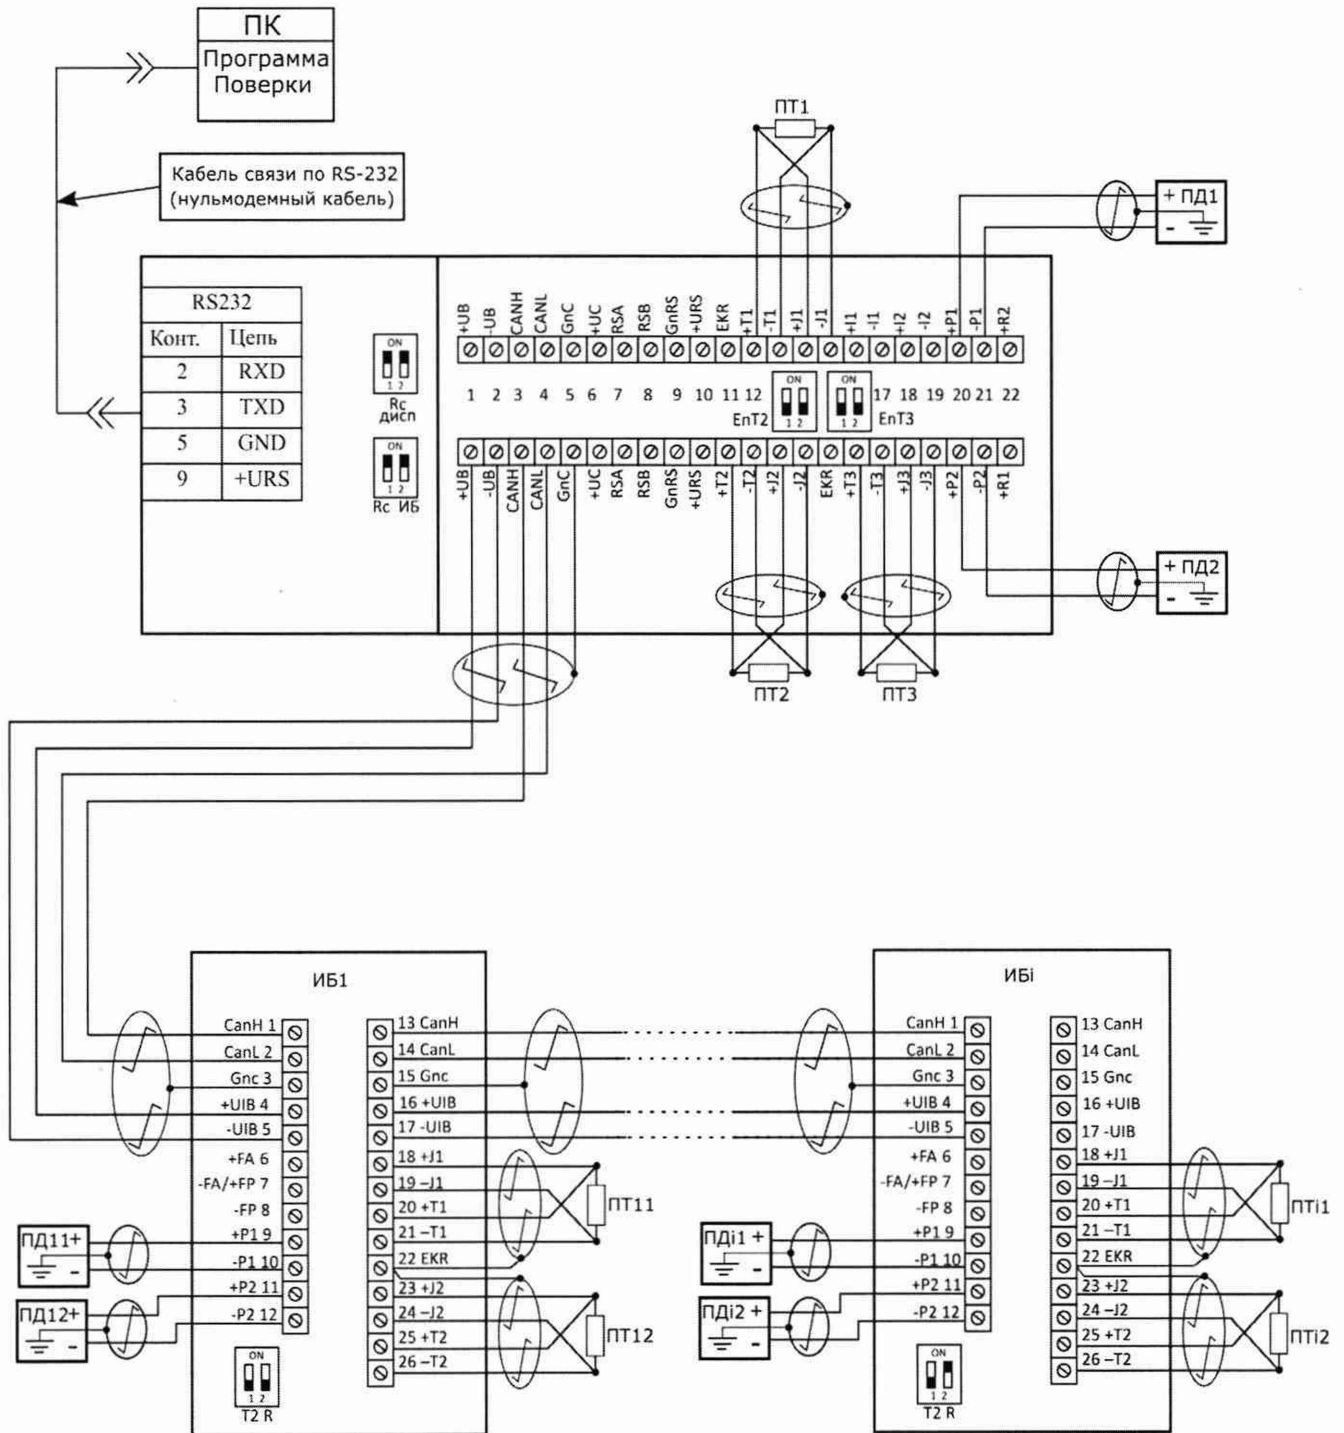 ПК
Программа
Поверки
Кабель связи по RS-232
(нульмодемный кабель)
ПТ1
+ ПД1
-
RS232
Конт. Цепь
2 RXD
3 TXD
5 GND
9 +URS
ON
1 2
Rc
дисп
ON
1 2
Rc ИБ
+UB -UB CANH CANL GnC +UC RSA RSB GnRS +URS EKR +T1 -T1 +J1 -J1 +I1 -I1 +I2 -I2 +P1 -P1 +R2
1 2 3 4 5 6 7 8 9 10 11 12 17 18 19 20 21 22
ON
1 2
EnT2
ON
1 2
EnT3
+UB -UB CANH CANL GnC +UC RSA RSB GnRS +URS +T2 -T2 +J2 -J2 EKR +T3 -T3 +J3 -J3 +P2 -P2 +R1
+ ПД2
-
ПТ2
ПТ3
ИБ1
CanH 1
CanL 2
Gnc 3
+UIB 4
-UIB 5
+FA 6
-FA/+FP 7
-FP 8
+P1 9
-P1 10
+P2 11
-P2 12
13 CanH
14 CanL
15 Gnc
16 +UIB
17 -UIB
18 +J1
19 –J1
20 +T1
21 –T1
22 EKR
23 +J2
24 –J2
25 +T2
26 –T2
ПТ11
ПТ12
ПД11+
-
ПД12+
-
ON
1 2
T2 R
ИБi
CanH 1
CanL 2
Gnc 3
+UIB 4
-UIB 5
+FA 6
-FA/+FP 7
-FP 8
+P1 9
-P1 10
+P2 11
-P2 12
13 CanH
14 CanL
15 Gnc
16 +UIB
17 -UIB
18 +J1
19 –J1
20 +T1
21 –T1
22 EKR
23 +J2
24 –J2
25 +T2
26 –T2
ПТi1
ПТi2
ПДi1 +
-
ПДi2 +
-
ON
1 2
T2 R